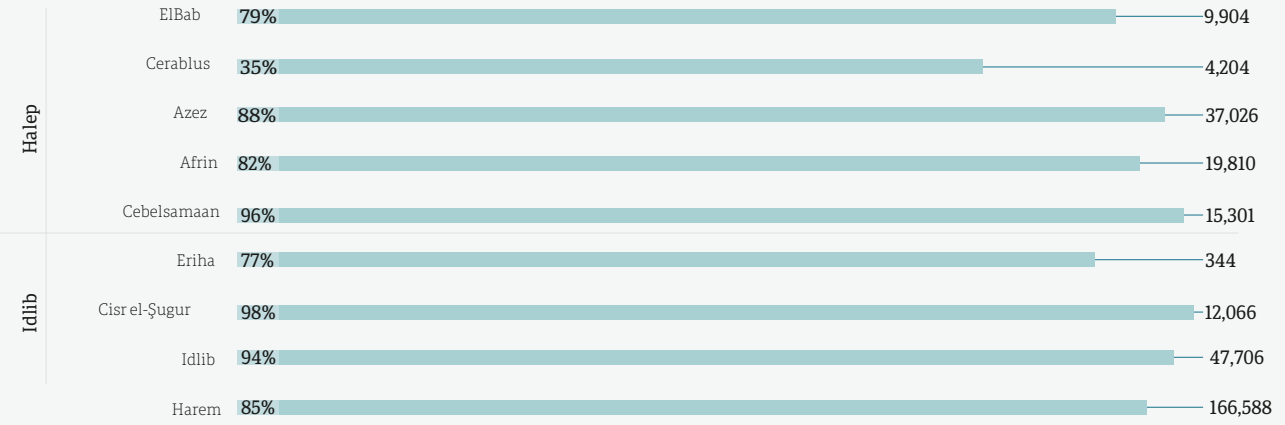 Halep
ElBab 79% 9,904
Cerablus 35% 4,204
Azez 88% 37,026
Afrin 82% 19,810
Cebelsamaan 96% 15,301
Idlib
Eriha 77% 344
Cisr el-Şugur 98% 12,066
Idlib 94% 47,706
Harem 85% 166,588